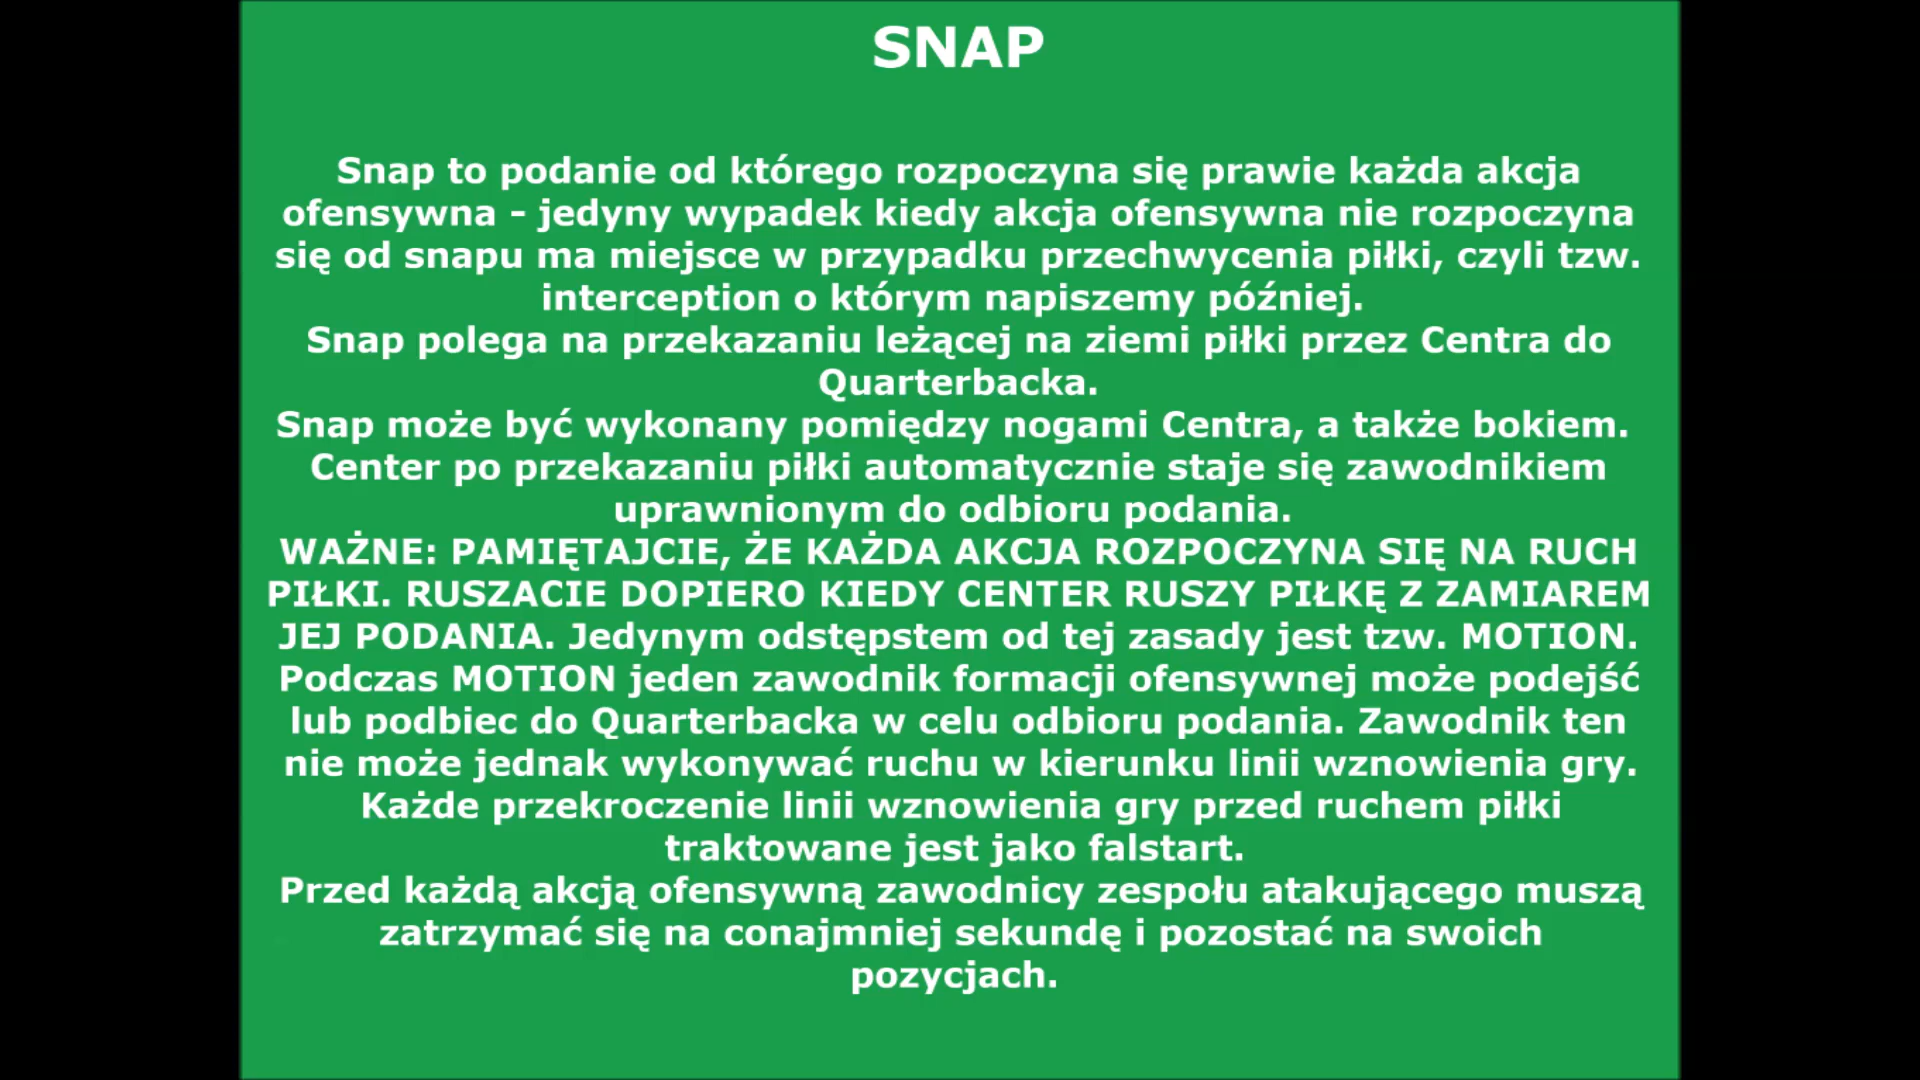 SNAP
Snap to podanie od którego rozpoczyna się prawie każda akcja
ofensywna - jedyny wypadek kiedy akcja ofensywna nie rozpoczyna
się od snapu ma miejsce w przypadku przechwycenia piłki, czyli tzw.
interception o którym napiszemy później.
Snap polega na przekazaniu leżącej na ziemi piłki przez Centra do
Quarterbacka.
Snap może być wykonany pomiędzy nogami Centra, a także bokiem.
Center po przekazaniu piłki automatycznie staje się zawodnikiem
uprawnionym do odbioru podania.
WAŻNE: PAMIĘTAJCIE, ŻE KAŻDA AKCJA ROZPOCZYNA SIĘ NA RUCH
PIŁKI. RUSZACIE DOPIERO KIEDY CENTER RUSZY PIŁKĘ Z ZAMIAREM
JEJ PODANIA. Jedynym odstępstem od tej zasady jest tzw. MOTION.
Podczas MOTION jeden zawodnik formacji ofensywnej może podejść
lub podbiec do Quarterbacka w celu odbioru podania. Zawodnik ten
nie może jednak wykonywać ruchu w kierunku linii wznowienia gry.
Każde przekroczenie linii wznowienia gry przed ruchem piłki
traktowane jest jako falstart.
Przed każdą akcją ofensywną zawodnicy zespołu atakującego muszą
zatrzymać się na conajmniej sekundę i pozostać na swoich
pozycjach.